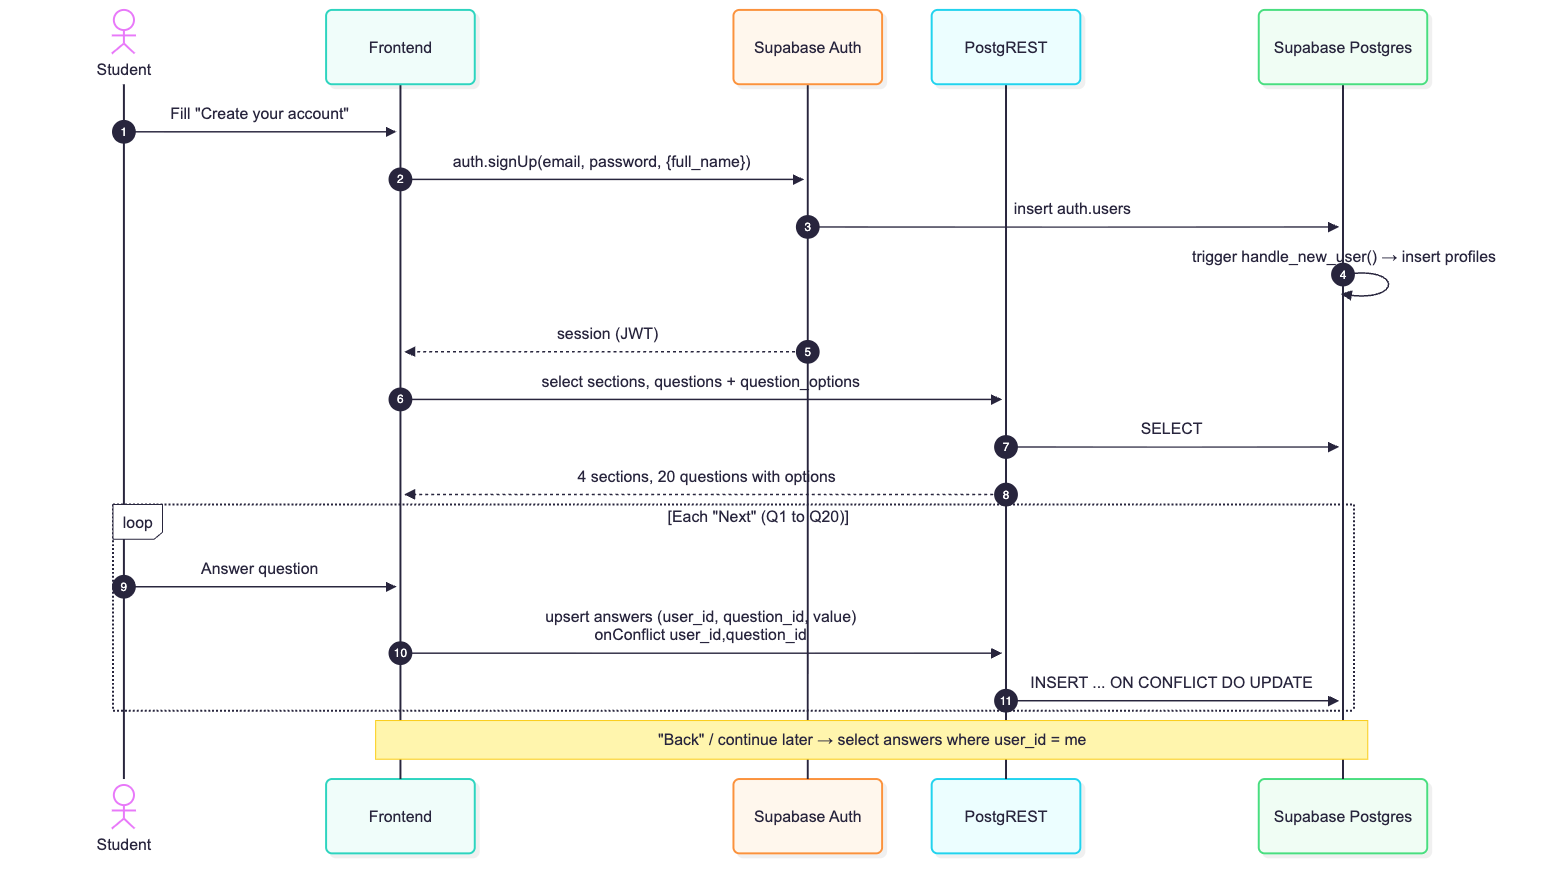 Student
Frontend
Supabase Auth
PostgREST
Supabase Postgres
1
Fill "Create your account"
2
auth.signUp(email, password, {full_name})
3
insert auth.users
4
trigger handle_new_user() → insert profiles
5
session (JWT)
6
select sections, questions + question_options
7
SELECT
8
4 sections, 20 questions with options
loop
[Each "Next" (Q1 to Q20)]
9
Answer question
10
upsert answers (user_id, question_id, value)
onConflict user_id,question_id
11
INSERT ... ON CONFLICT DO UPDATE
"Back" / continue later → select answers where user_id = me
Student
Frontend
Supabase Auth
PostgREST
Supabase Postgres